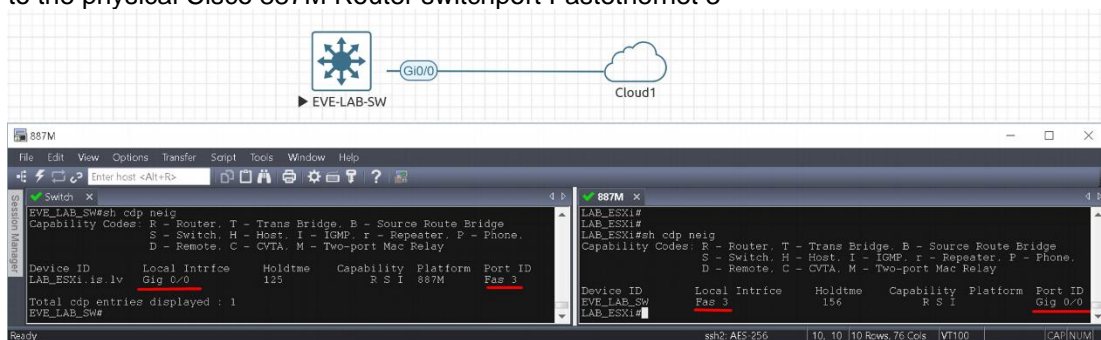 to the physical Cisco 887M Router switchport Fastethernet 3
Gi0/0
EVE-LAB-SW
Cloud1
887M
File Edit View Options Transfer Script Tools Window Help
Enter host <Alt+R>
Session Manager
Switch
EVE_LAB_SW#sh cdp neig
Capability Codes: R - Router, T - Trans Bridge, B - Source Route Bridge
S - Switch, H - Host, I - IGMP, r - Repeater, P - Phone,
D - Remote, C - CVTA, M - Two-port Mac Relay
Device ID Local Intrfce Holdtme Capability Platform Port ID
LAB_ESXi.is.lv Gig 0/0 125 R S I 887M Fas 3
Total cdp entries displayed : 1
EVE_LAB_SW#
887M
LAB_ESXi#
LAB_ESXi#
LAB_ESXi#sh cdp neig
Capability Codes: R - Router, T - Trans Bridge, B - Source Route Bridge
S - Switch, H - Host, I - IGMP, r - Repeater, P - Phone,
D - Remote, C - CVTA, M - Two-port Mac Relay
Device ID Local Intrfce Holdtme Capability Platform Port ID
EVE_LAB_SW Fas 3 156 R S I Gig 0/0
LAB_ESXi#
Ready ssh2: AES-256 10, 10 10 Rows, 76 Cols VT100 CAP NUM